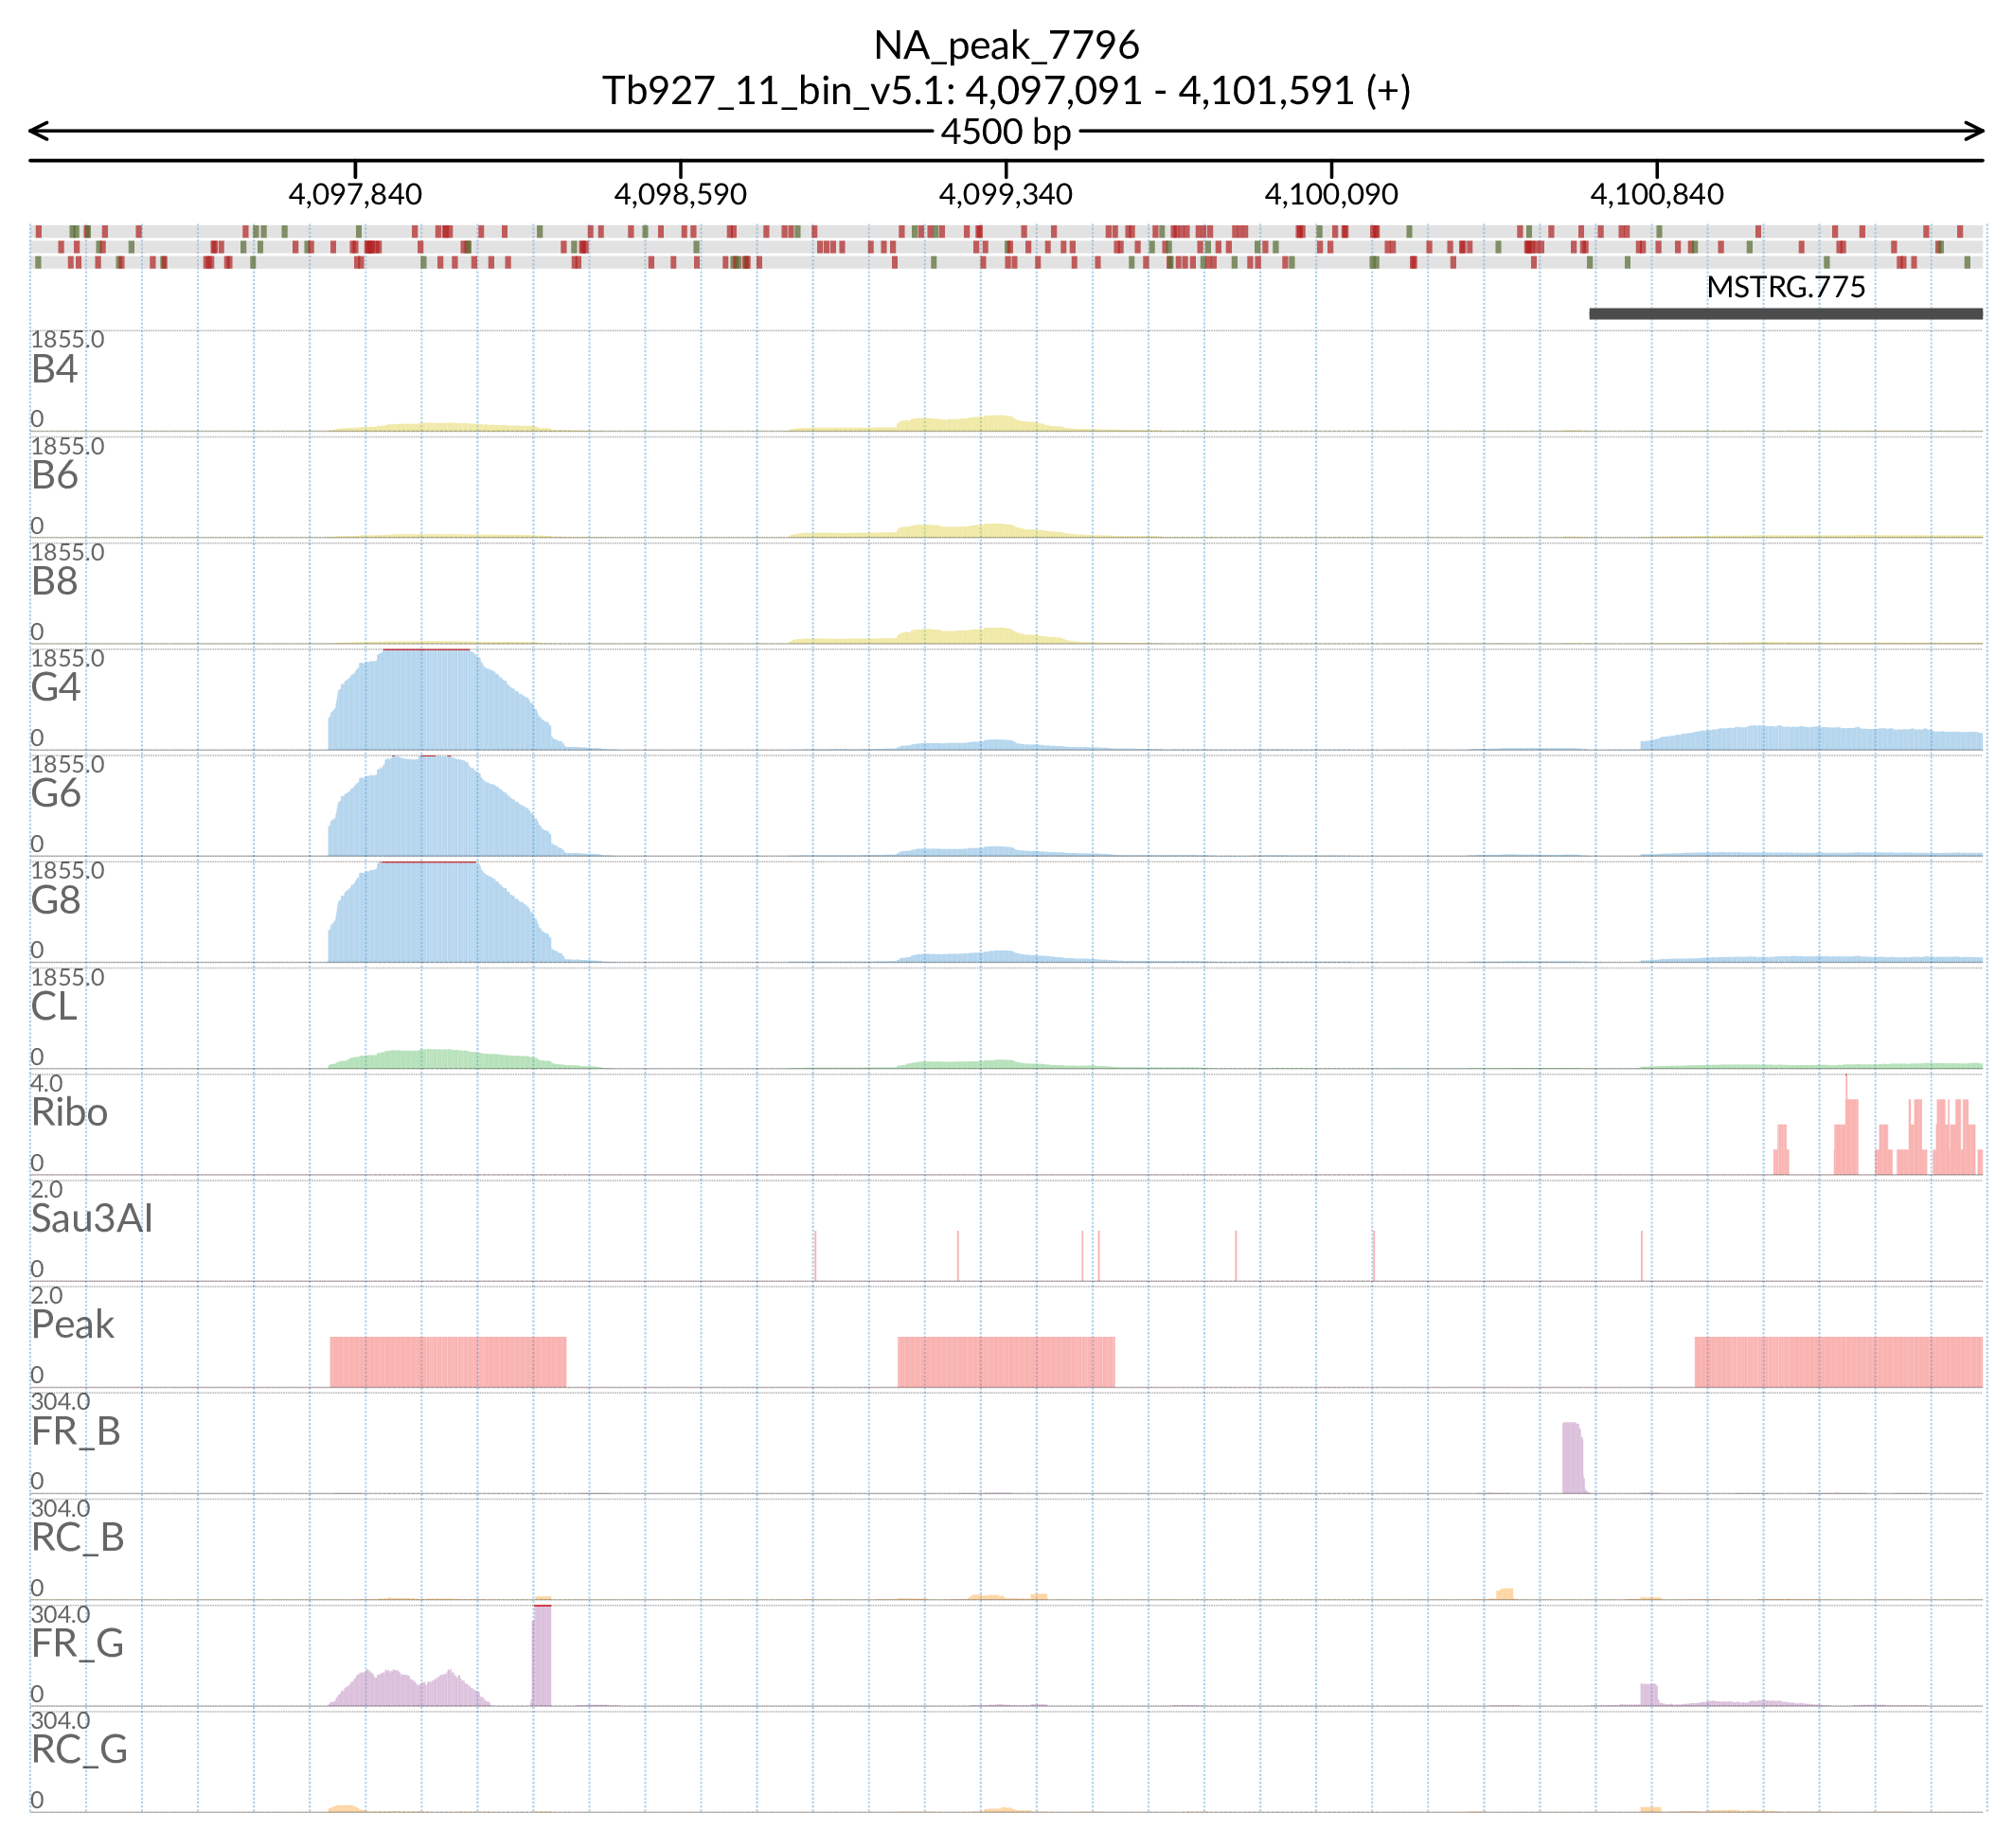 NA_peak_7796
Tb927_11_bin_v5.1: 4,097,091 - 4,101,591 (+)
4500 bp
4,097,840 4,098,590 4,099,340 4,100,090 4,100,840
MSTRG.775
1855.0
B4
0
1855.0
B6
0
1855.0
B8
0
1855.0
G4
0
1855.0
G6
0
1855.0
G8
0
1855.0
CL
0
4.0
Ribo
0
2.0
Sau3AI
0
2.0
Peak
0
304.0
FR_B
0
304.0
RC_B
0
304.0
FR_G
0
304.0
RC_G
0